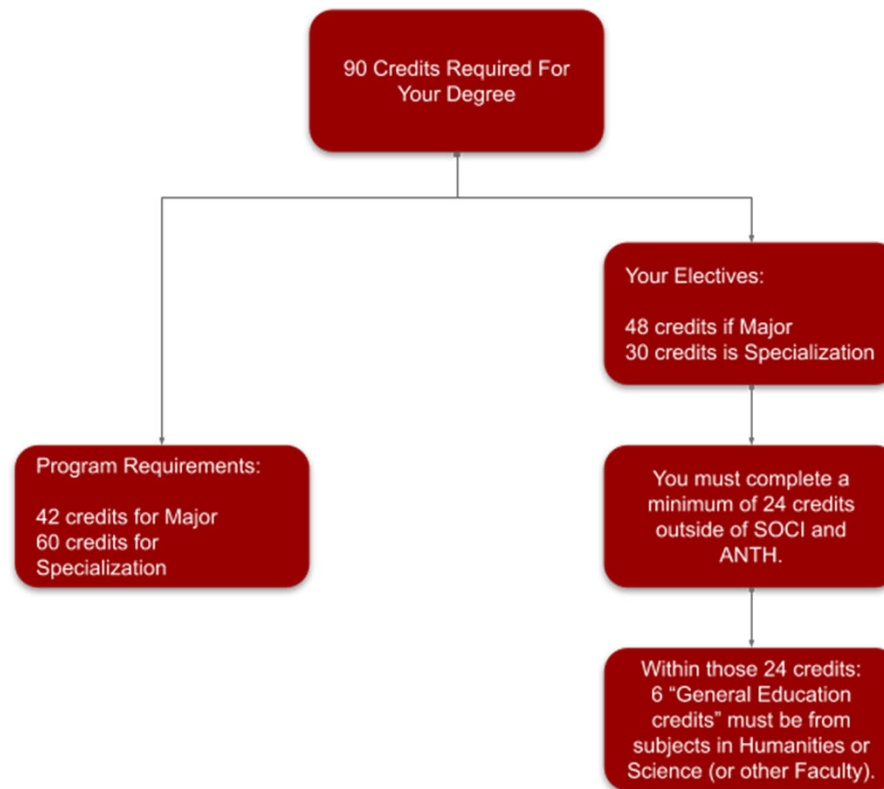 90 Credits Required For
Your Degree
Your Electives:
48 credits if Major
30 credits is Specialization
Program Requirements:
42 credits for Major
60 credits for
Specialization
You must complete a
minimum of 24 credits
outside of SOCI and
ANTH.
Within those 24 credits:
6 “General Education
credits” must be from
subjects in Humanities or
Science (or other Faculty).